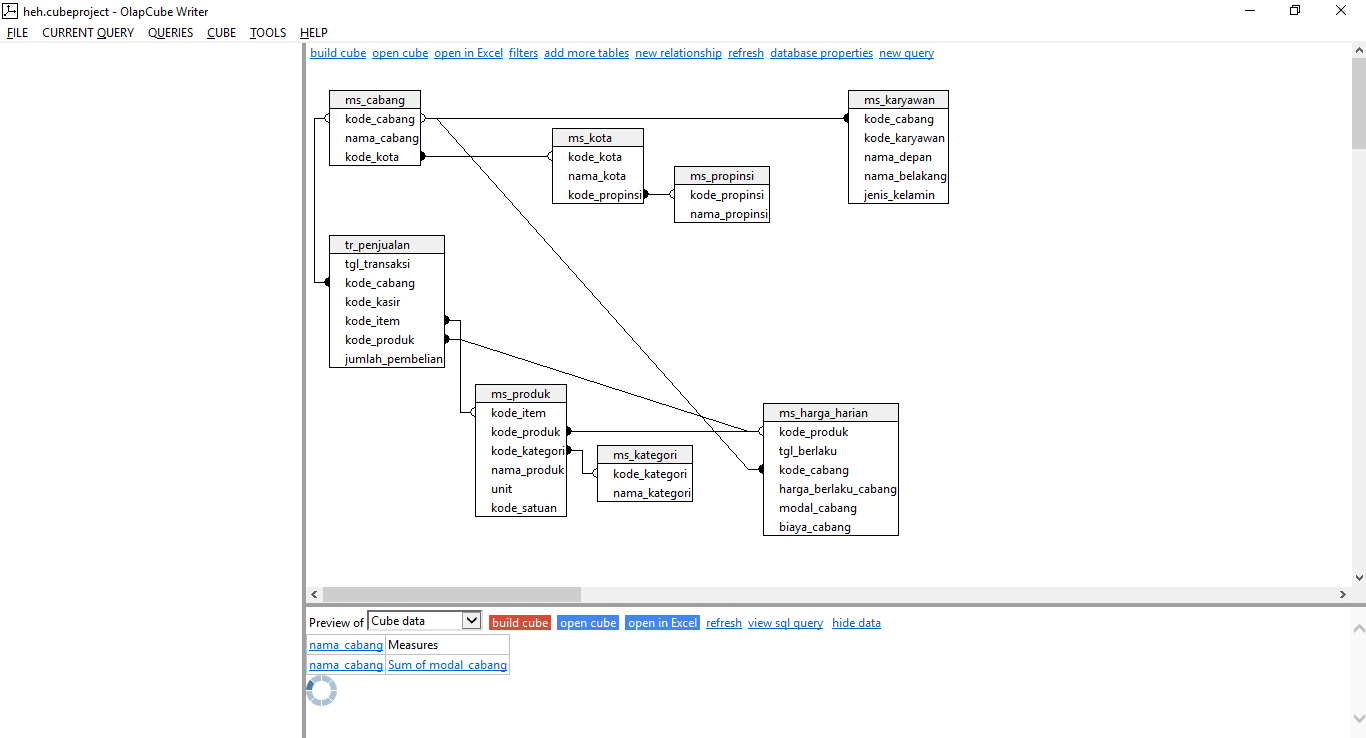 heh.cubeproject - OlapCube Writer
FILE CURRENT QUERY QUERIES CUBE TOOLS HELP
build cube open cube open in Excel filters add more tables new relationship refresh database properties new query
ms_cabang
kode_cabang
nama_cabang
kode_kota
ms_kota
kode_kota
nama_kota
kode_propinsi
ms_propinsi
kode_propinsi
nama_propinsi
ms_karyawan
kode_cabang
kode_karyawan
nama_depan
nama_belakang
jenis_kelamin
tr_penjualan
tgl_transaksi
kode_cabang
kode_kasir
kode_item
kode_produk
jumlah_pembelian
ms_produk
kode_item
kode_produk
kode_kategori
nama_produk
unit
kode_satuan
ms_kategori
kode_kategori
nama_kategori
ms_harga_harian
kode_produk
tgl_berlaku
kode_cabang
harga_berlaku_cabang
modal_cabang
biaya_cabang
Preview of Cube data build cube open cube open in Excel refresh view sql query hide data
nama_cabang Measures
nama_cabang Sum of modal_cabang